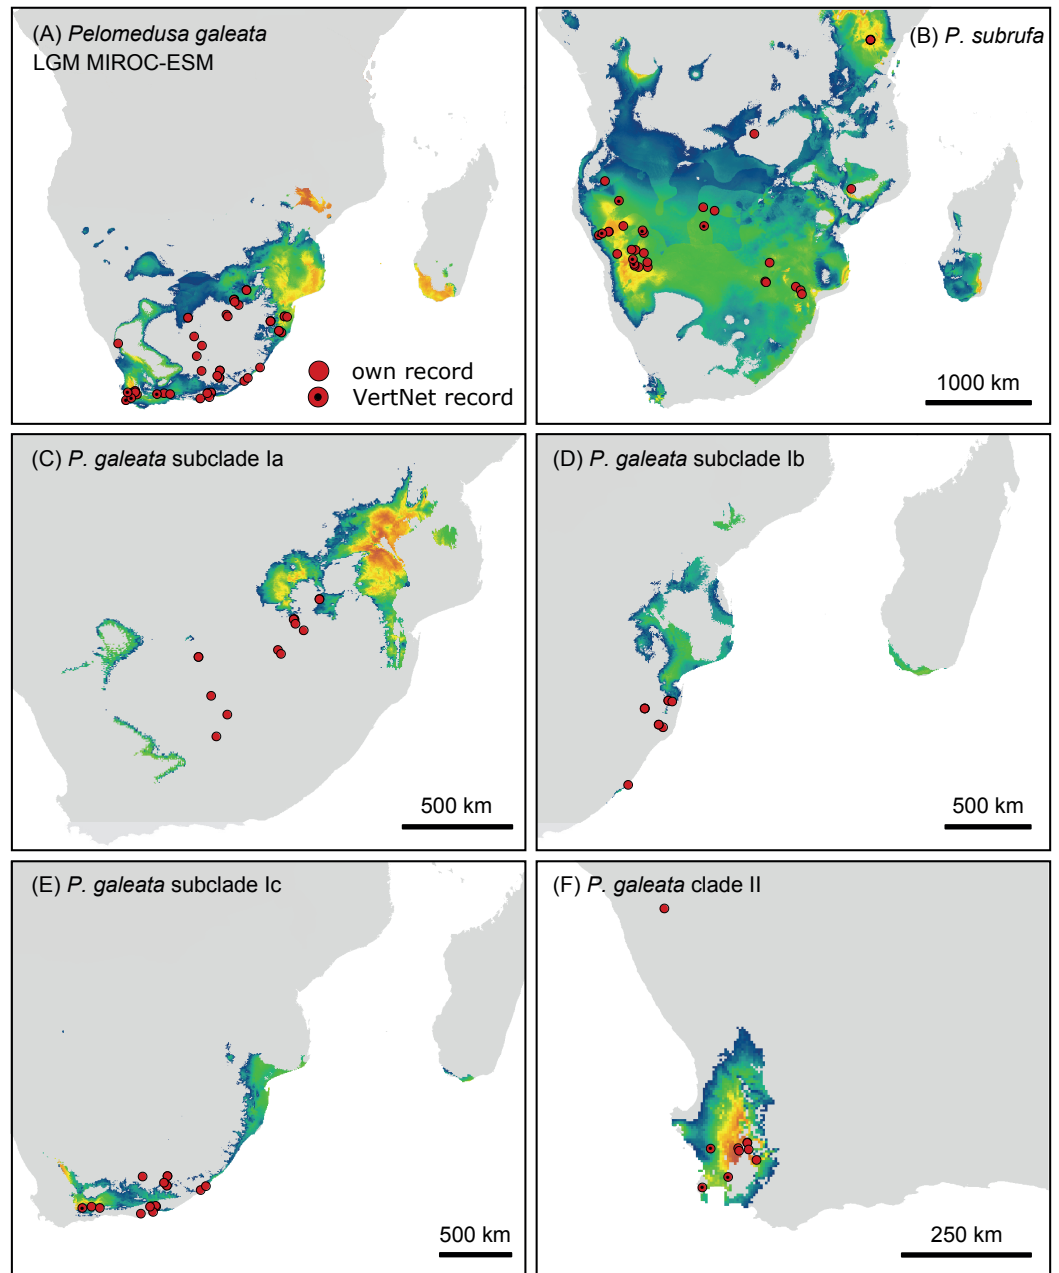 (A) Pelomedusa galeata
LGM MIROC-ESM
own record
VertNet record
(B) P. subrufa
1000 km
(C) P. galeata subclade Ia
500 km
(D) P. galeata subclade Ib
500 km
(E) P. galeata subclade Ic
500 km
(F) P. galeata clade II
250 km